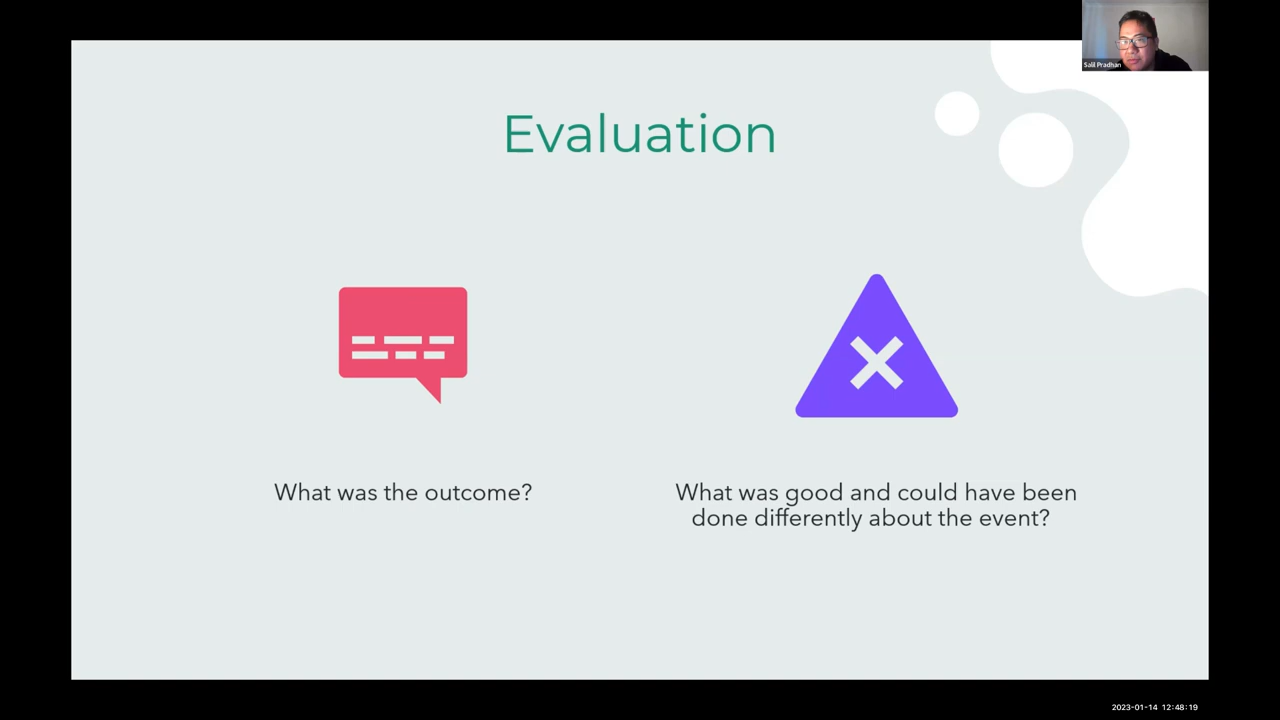 Salil Pradhan
Evaluation
What was the outcome?
What was good and could have been
done differently about the event?
2023-01-14 12:48:19